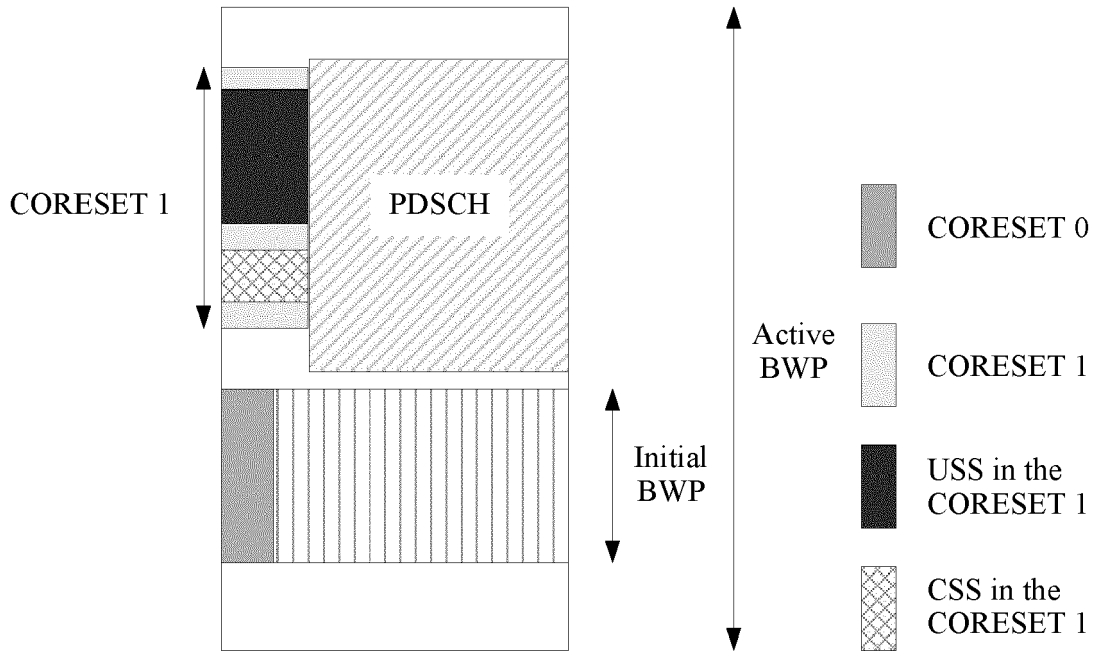 CORESET 1
PDSCH
Initial
BWP
Active
BWP
CORESET 0
CORESET 1
USS in the
CORESET 1
CSS in the
CORESET 1